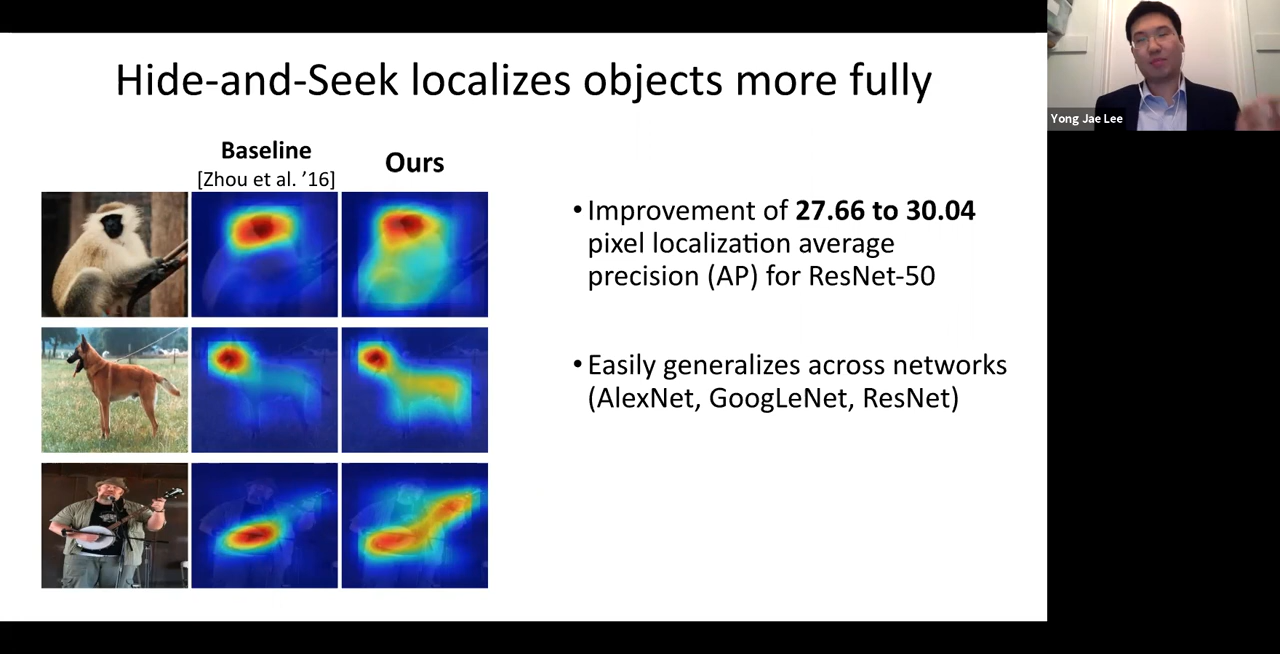 Hide-and-Seek localizes objects more fully
Baseline
[Zhou et al. ’16]
Ours
• Improvement of 27.66 to 30.04
pixel localization average
precision (AP) for ResNet-50
• Easily generalizes across networks
(AlexNet, GoogLeNet, ResNet)
Yong Jae Lee